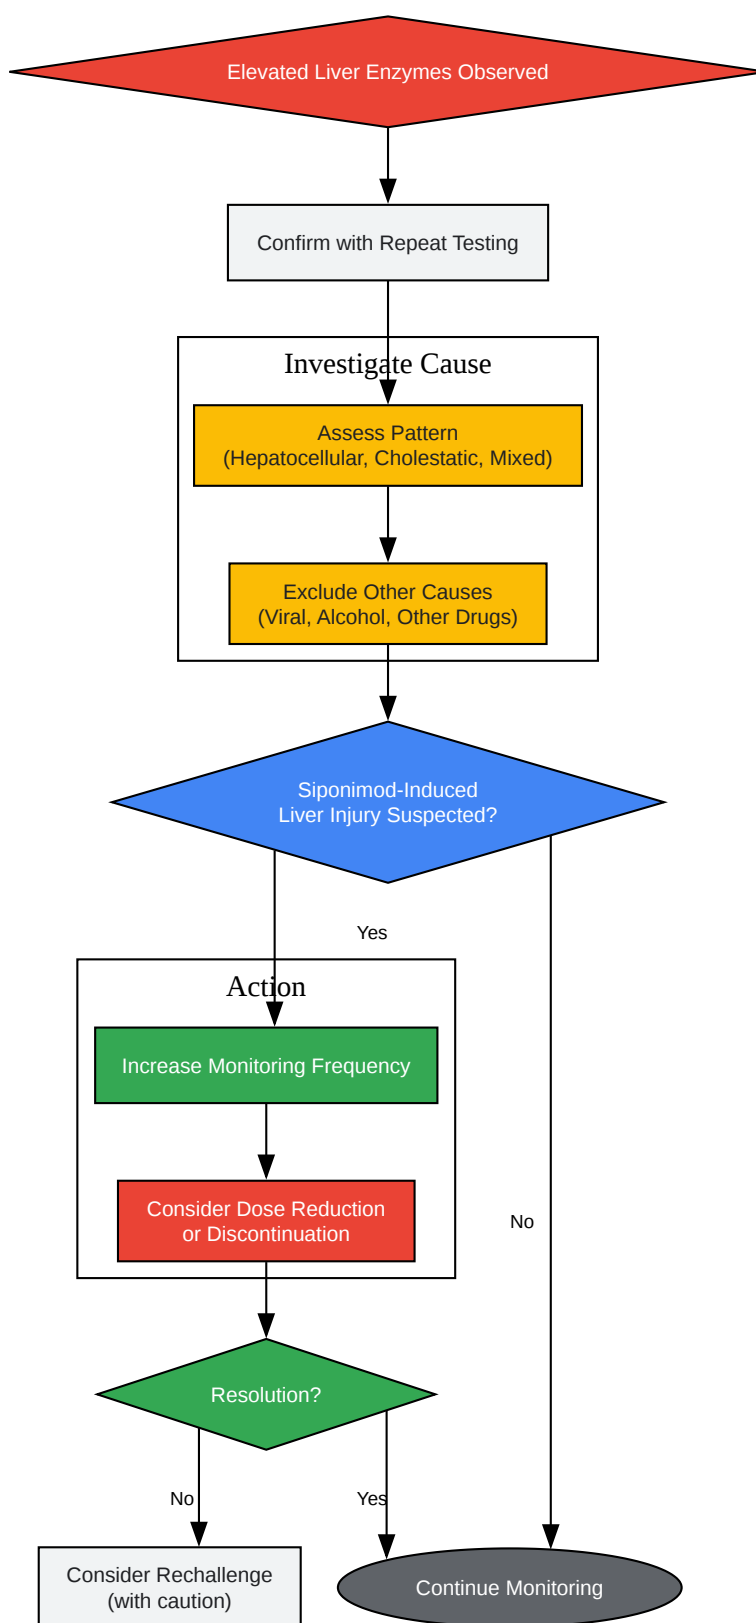 Elevated Liver Enzymes Observed
Confirm with Repeat Testing
Investigate Cause
Assess Pattern
(Hepatocellular, Cholestatic, Mixed)
Exclude Other Causes
(Viral, Alcohol, Other Drugs)
Siponimod-Induced
Liver Injury Suspected?
Yes
Action
Increase Monitoring Frequency
Consider Dose Reduction
or Discontinuation
No
Resolution?
No
Yes
Consider Rechallenge
(with caution)
Continue Monitoring